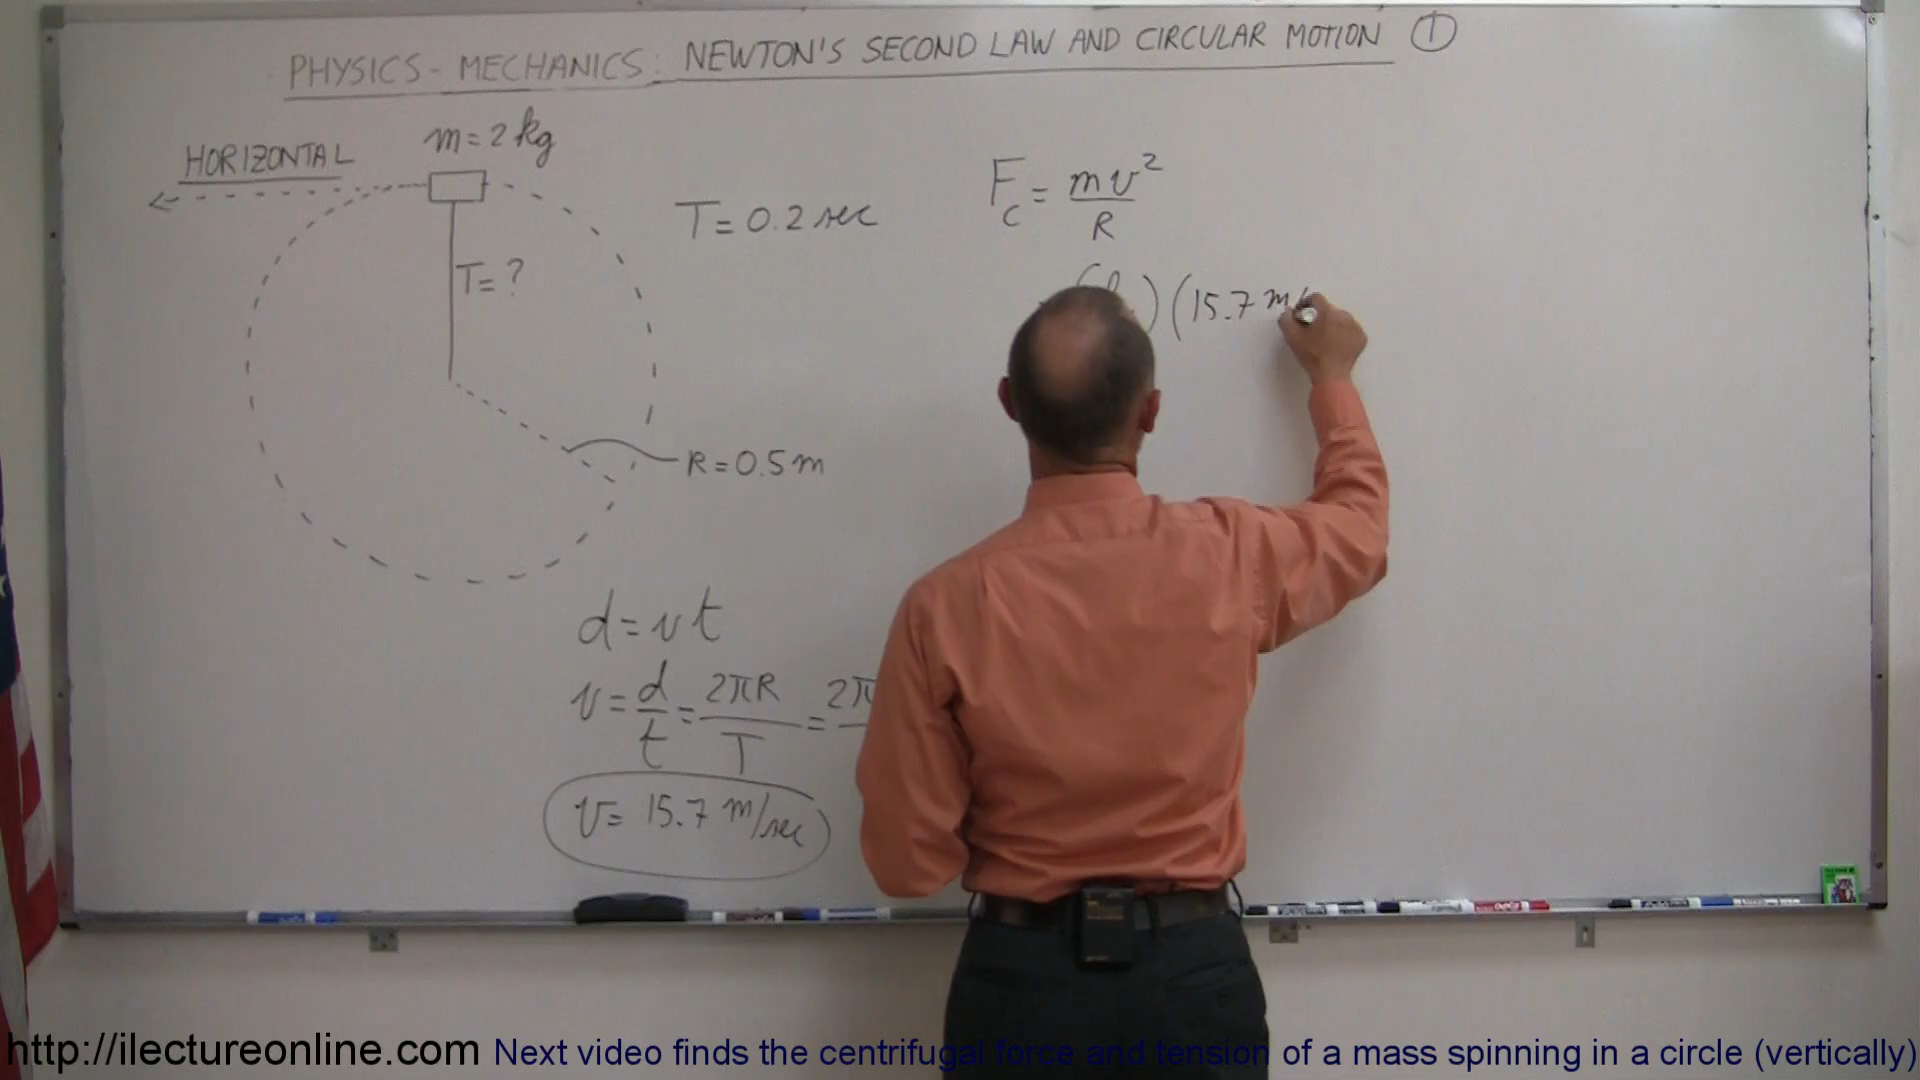 PHYSICS - MECHANICS: NEWTON'S SECOND LAW AND CIRCULAR MOTION ①
HORIZONTAL
m = 2 kg
T = ?
T = 0.2 sec
R = 0.5 m
d = v t
v = d/t = 2πR/T = 2π
v = 15.7 m/sec
F_c = mv²/R
) (15.7 m/
http://ilectureonline.com Next video finds the centrifugal force and tension of a mass spinning in a circle (vertically)